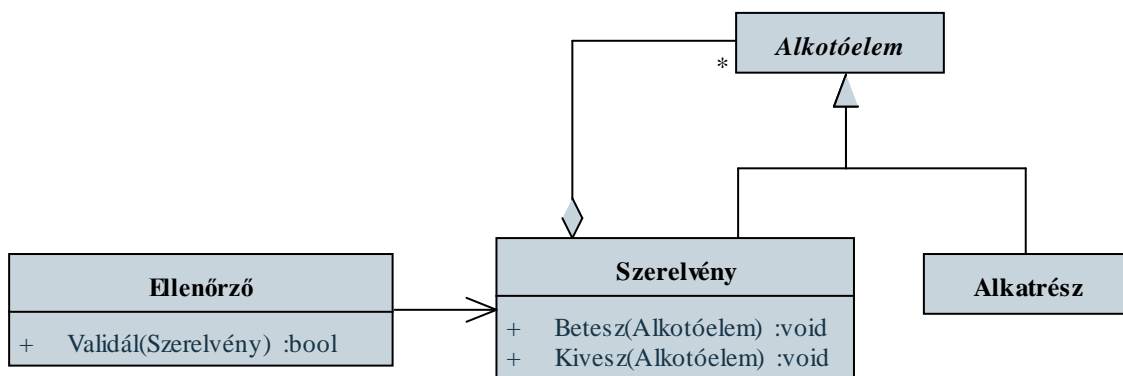 Alkotóelem
*
Ellenőrző
+ Validál(Szerelvény) :bool
Szerelvény
+ Betesz(Alkotóelem) :void
+ Kivesz(Alkotóelem) :void
Alkatrész